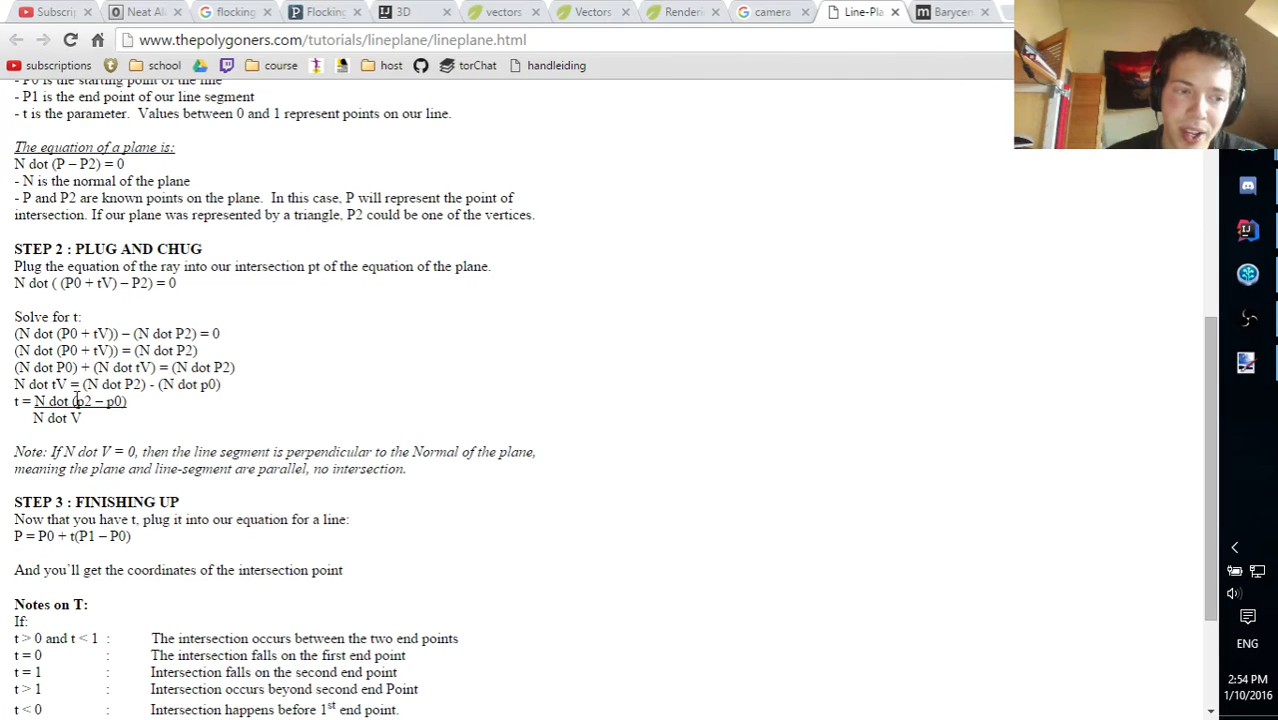 Subscrip
Neat Al
flocking
Flocking
3D
vectors
Vectors
Renderi
camera
Line-Pla
Barycen
www.thepolygoners.com/tutorials/lineplane/lineplane.html
subscriptions
school
course
host
torChat
handleiding
- P0 is the starting point of the line
- P1 is the end point of our line segment
- t is the parameter.  Values between 0 and 1 represent points on our line.
The equation of a plane is:
N dot (P – P2) = 0
- N is the normal of the plane
- P and P2 are known points on the plane.  In this case, P will represent the point of
intersection. If our plane was represented by a triangle, P2 could be one of the vertices.
STEP 2 : PLUG AND CHUG
Plug the equation of the ray into our intersection pt of the equation of the plane.
N dot ( (P0 + tV) – P2) = 0
Solve for t:
(N dot (P0 + tV)) – (N dot P2) = 0
(N dot (P0 + tV)) = (N dot P2)
(N dot P0) + (N dot tV) = (N dot P2)
N dot tV = (N dot P2) - (N dot p0)
t = N dot (p2 – p0)
N dot V
Note: If N dot V = 0, then the line segment is perpendicular to the Normal of the plane,
meaning the plane and line-segment are parallel, no intersection.
STEP 3 : FINISHING UP
Now that you have t, plug it into our equation for a line:
P = P0 + t(P1 – P0)
And you'll get the coordinates of the intersection point
Notes on T:
If:
t > 0 and t < 1 : The intersection occurs between the two end points
t = 0 : The intersection falls on the first end point
t = 1 : Intersection falls on the second end point
t > 1 : Intersection occurs beyond second end Point
t < 0 : Intersection happens before 1st end point.
ENG
2:54 PM
1/10/2016